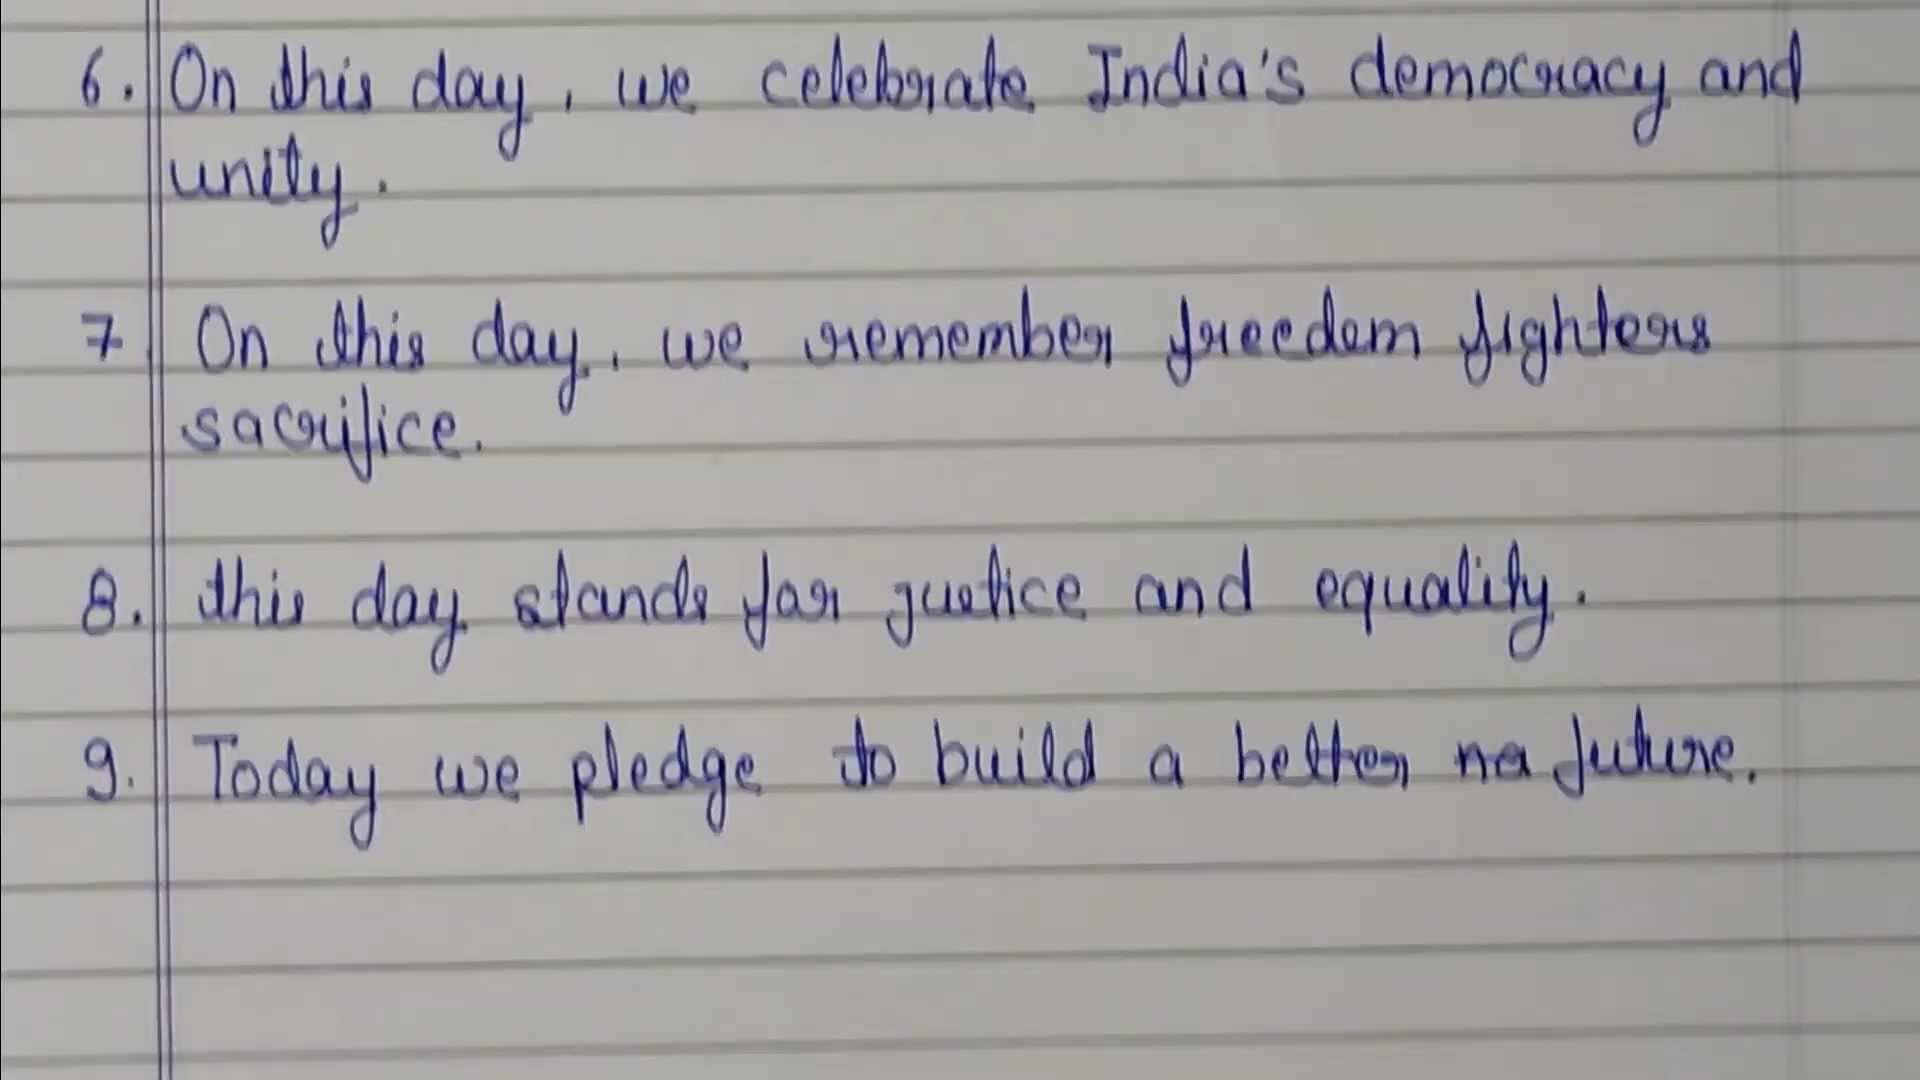 6. On this day, we celebrate India's democracy and
unity.
7 On this day, we remember freedom fighters
sacrifice.
8. this day stands for justice and equality.
9. Today we pledge to build a better na future.